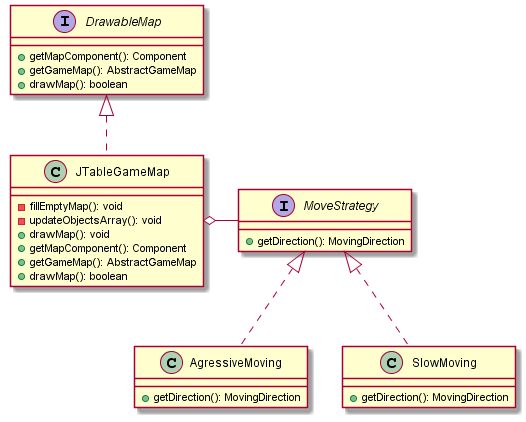 I DrawableMap
getMapComponent(): Component
getGameMap(): AbstractGameMap
drawMap(): boolean
C JTableGameMap
fillEmptyMap(): void
updateObjectsArray(): void
drawMap(): void
getMapComponent(): Component
getGameMap(): AbstractGameMap
drawMap(): boolean
I MoveStrategy
getDirection(): MovingDirection
C AgressiveMoving
getDirection(): MovingDirection
C SlowMoving
getDirection(): MovingDirection